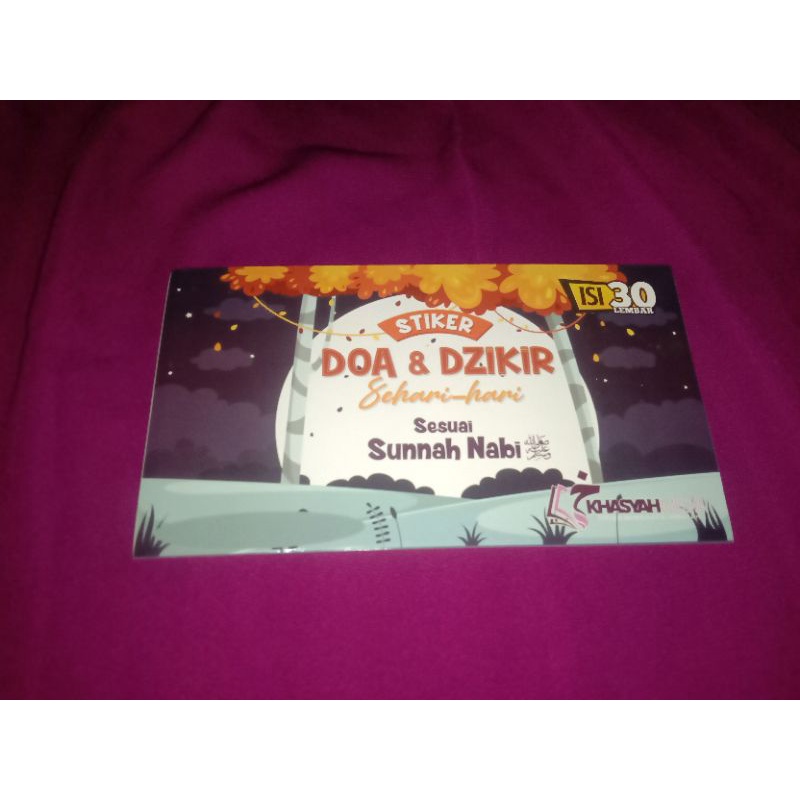 ISI 30
LEMBAR
STIKER
DOA & DZIKIR
Sehari-hari
Sesuai
Sunnah Nabi ﷺ
KHASYAH